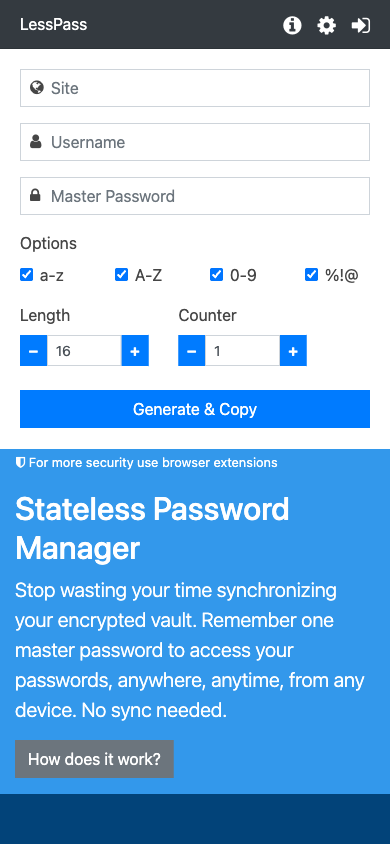 LessPass
Site
Username
Master Password
Options
a-z A-Z 0-9 %!@
Length Counter
− 16 + − 1 +
Generate & Copy
For more security use browser extensions
Stateless Password
Manager
Stop wasting your time synchronizing
your encrypted vault. Remember one
master password to access your
passwords, anywhere, anytime, from any
device. No sync needed.
How does it work?